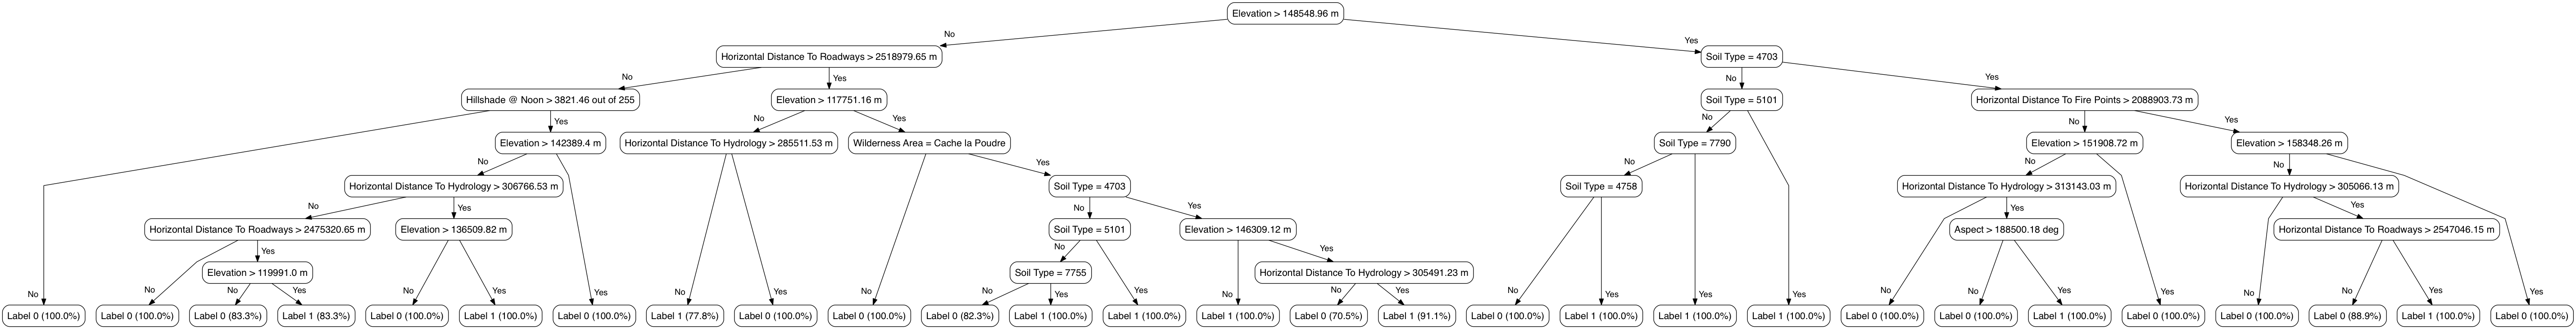 Elevation > 148548.96 m
No
Yes
Horizontal Distance To Roadways > 2518979.65 m
Soil Type = 4703
No
Yes
No
Yes
Hillshade @ Noon > 3821.46 out of 255
Elevation > 117751.16 m
Soil Type = 5101
Horizontal Distance To Fire Points > 2088903.73 m
Yes
No
Yes
No
No
Yes
Elevation > 142389.4 m
Horizontal Distance To Hydrology > 285511.53 m
Wilderness Area = Cache la Poudre
Soil Type = 7790
Elevation > 151908.72 m
Elevation > 158348.26 m
No
Yes
No
No
No
Horizontal Distance To Hydrology > 306766.53 m
Soil Type = 4703
Soil Type = 4758
Horizontal Distance To Hydrology > 313143.03 m
Horizontal Distance To Hydrology > 305066.13 m
No
Yes
No
Yes
Yes
Yes
Horizontal Distance To Roadways > 2475320.65 m
Elevation > 136509.82 m
Soil Type = 5101
Elevation > 146309.12 m
Aspect > 188500.18 deg
Horizontal Distance To Roadways > 2547046.15 m
Yes
No
Yes
Elevation > 119991.0 m
Soil Type = 7755
Horizontal Distance To Hydrology > 305491.23 m
No
No
No
Yes
No
Yes
Yes
No
Yes
No
No
Yes
Yes
No
No
Yes
No
Yes
Yes
Yes
No
No
Yes
Yes
No
No
Yes
Yes
Label 0 (100.0%)
Label 0 (100.0%)
Label 0 (83.3%)
Label 1 (83.3%)
Label 0 (100.0%)
Label 1 (100.0%)
Label 0 (100.0%)
Label 1 (77.8%)
Label 0 (100.0%)
Label 0 (100.0%)
Label 0 (82.3%)
Label 1 (100.0%)
Label 1 (100.0%)
Label 1 (100.0%)
Label 0 (70.5%)
Label 1 (91.1%)
Label 0 (100.0%)
Label 1 (100.0%)
Label 1 (100.0%)
Label 1 (100.0%)
Label 0 (100.0%)
Label 0 (100.0%)
Label 1 (100.0%)
Label 0 (100.0%)
Label 0 (100.0%)
Label 0 (88.9%)
Label 1 (100.0%)
Label 0 (100.0%)